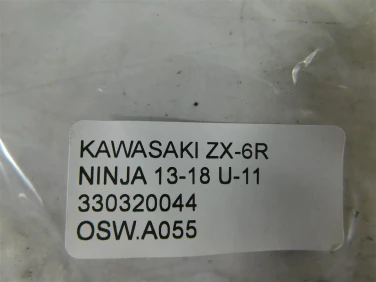 KAWASAKI ZX-6R
NINJA 13-18 U-11
330320044
OSW.A055